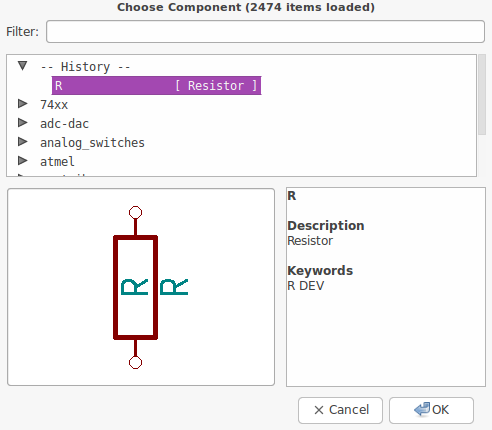 Choose Component (2474 items loaded)
Filter:
-- History --
R [ Resistor ]
74xx
adc-dac
analog_switches
atmel
R
R
R
Description
Resistor
Keywords
R DEV
Cancel
OK